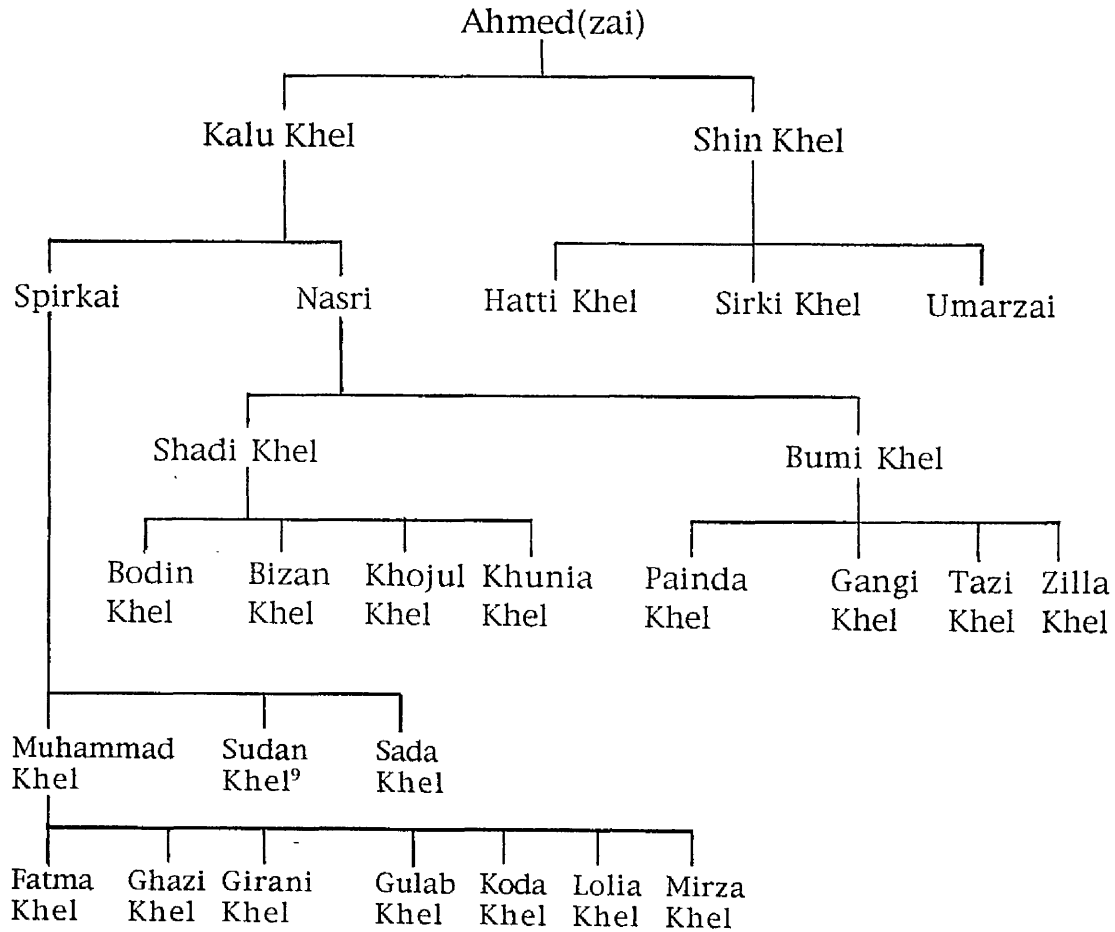 Ahmed(zai)
Kalu Khel
Shin Khel
Spirkai
Nasri
Hatti Khel
Sirki Khel
Umarzai
Shadi Khel
Bumi Khel
Bodin
Khel
Bizan
Khel
Khojul
Khel
Khunia
Khel
Painda
Khel
Gangi
Khel
Tazi
Khel
Zilla
Khel
Muhammad
Khel
Sudan
Khel⁹
Sada
Khel
Fatma
Khel
Ghazi
Khel
Girani
Khel
Gulab
Khel
Koda
Khel
Lolia
Khel
Mirza
Khel